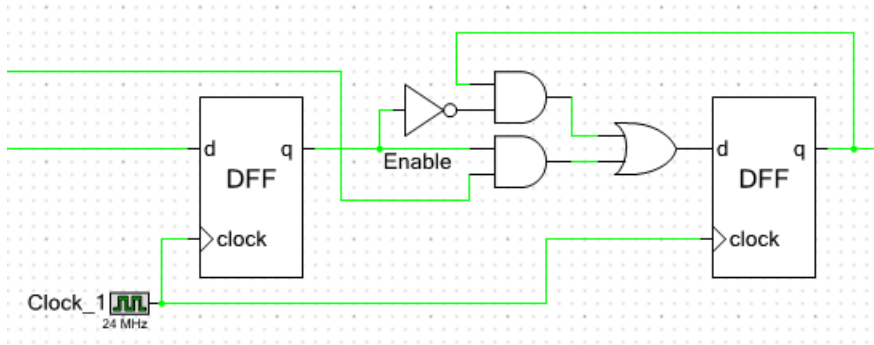 d q
DFF
clock
Enable
d q
DFF
clock
Clock_1
24 MHz